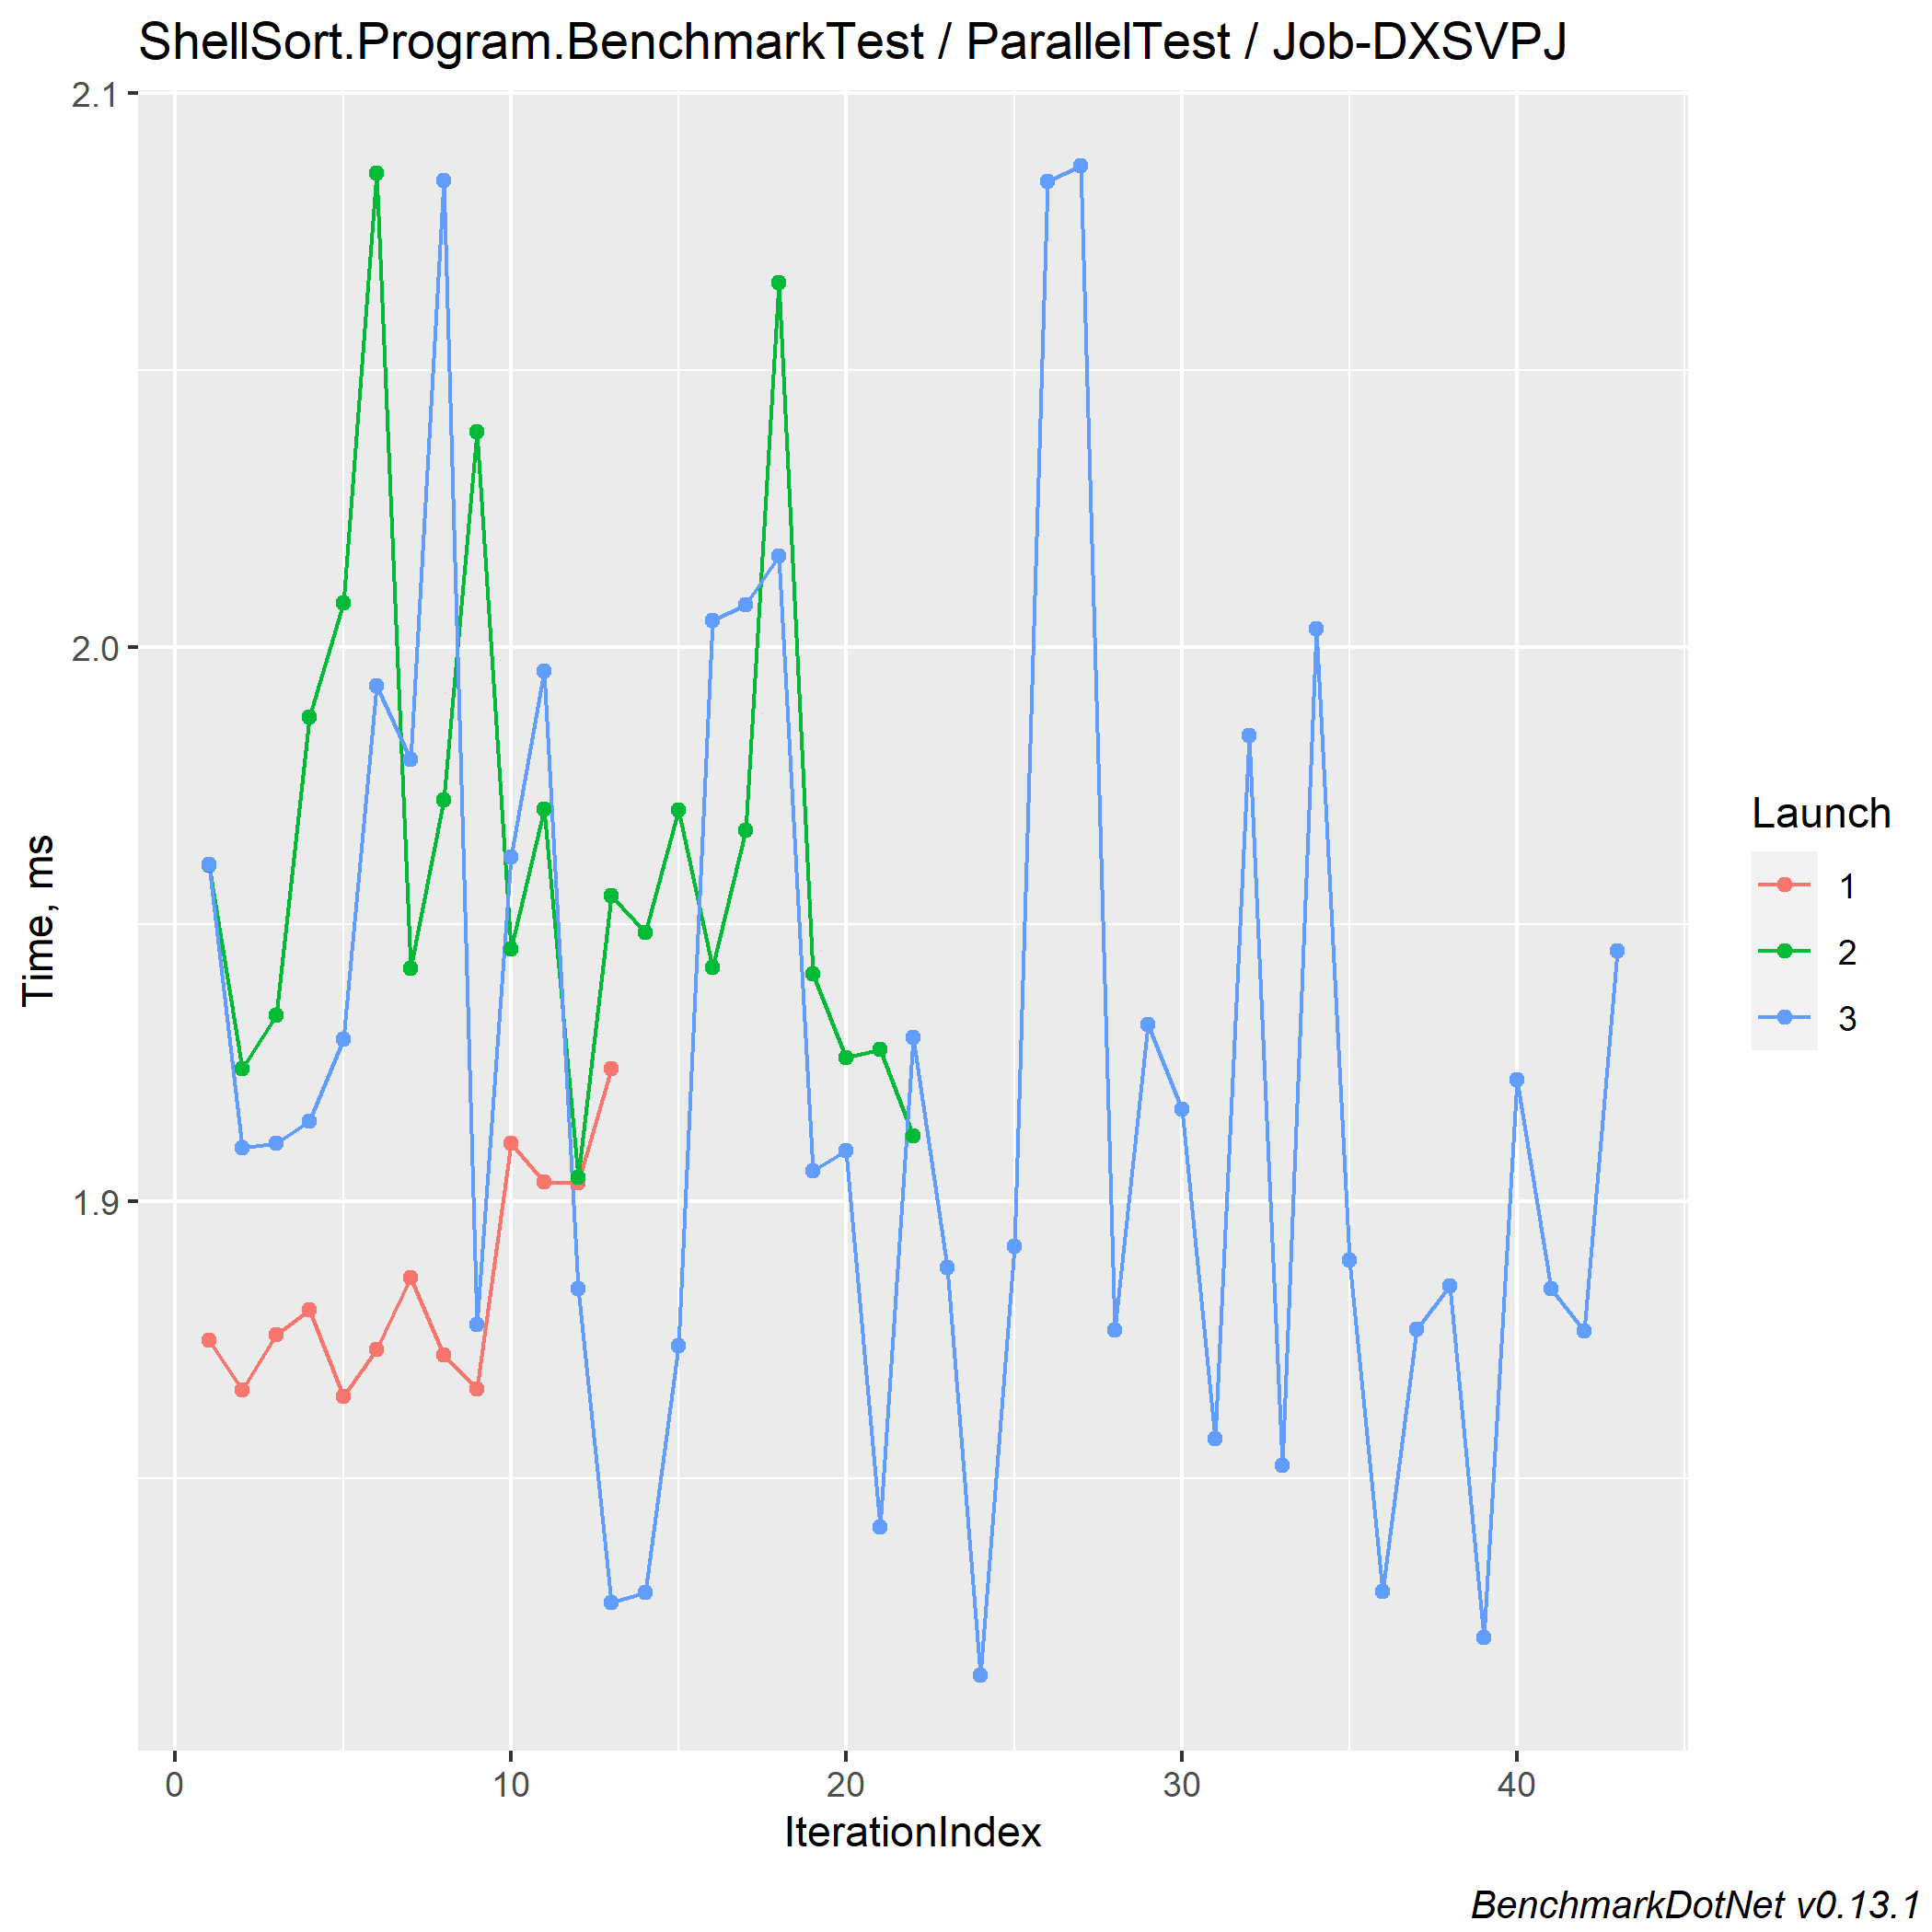 ShellSort.Program.BenchmarkTest / ParallelTest / Job-DXSVPJ
2.1
2.0
1.9
Time, ms
0 10 20 30 40
IterationIndex
Launch
1
2
3
BenchmarkDotNet v0.13.1